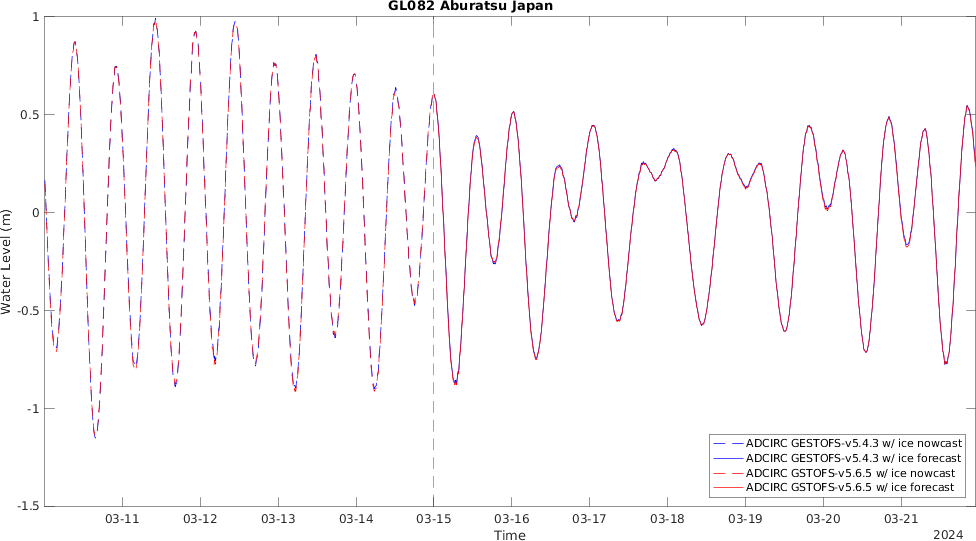 GL082 Aburatsu Japan
Water Level (m)
1
0.5
0
-0.5
-1
-1.5
ADCIRC GESTOFS-v5.4.3 w/ ice nowcast
ADCIRC GESTOFS-v5.4.3 w/ ice forecast
ADCIRC GSTOFS-v5.6.5 w/ ice nowcast
ADCIRC GSTOFS-v5.6.5 w/ ice forecast
03-11 03-12 03-13 03-14 03-15 03-16 03-17 03-18 03-19 03-20 03-21
Time
2024